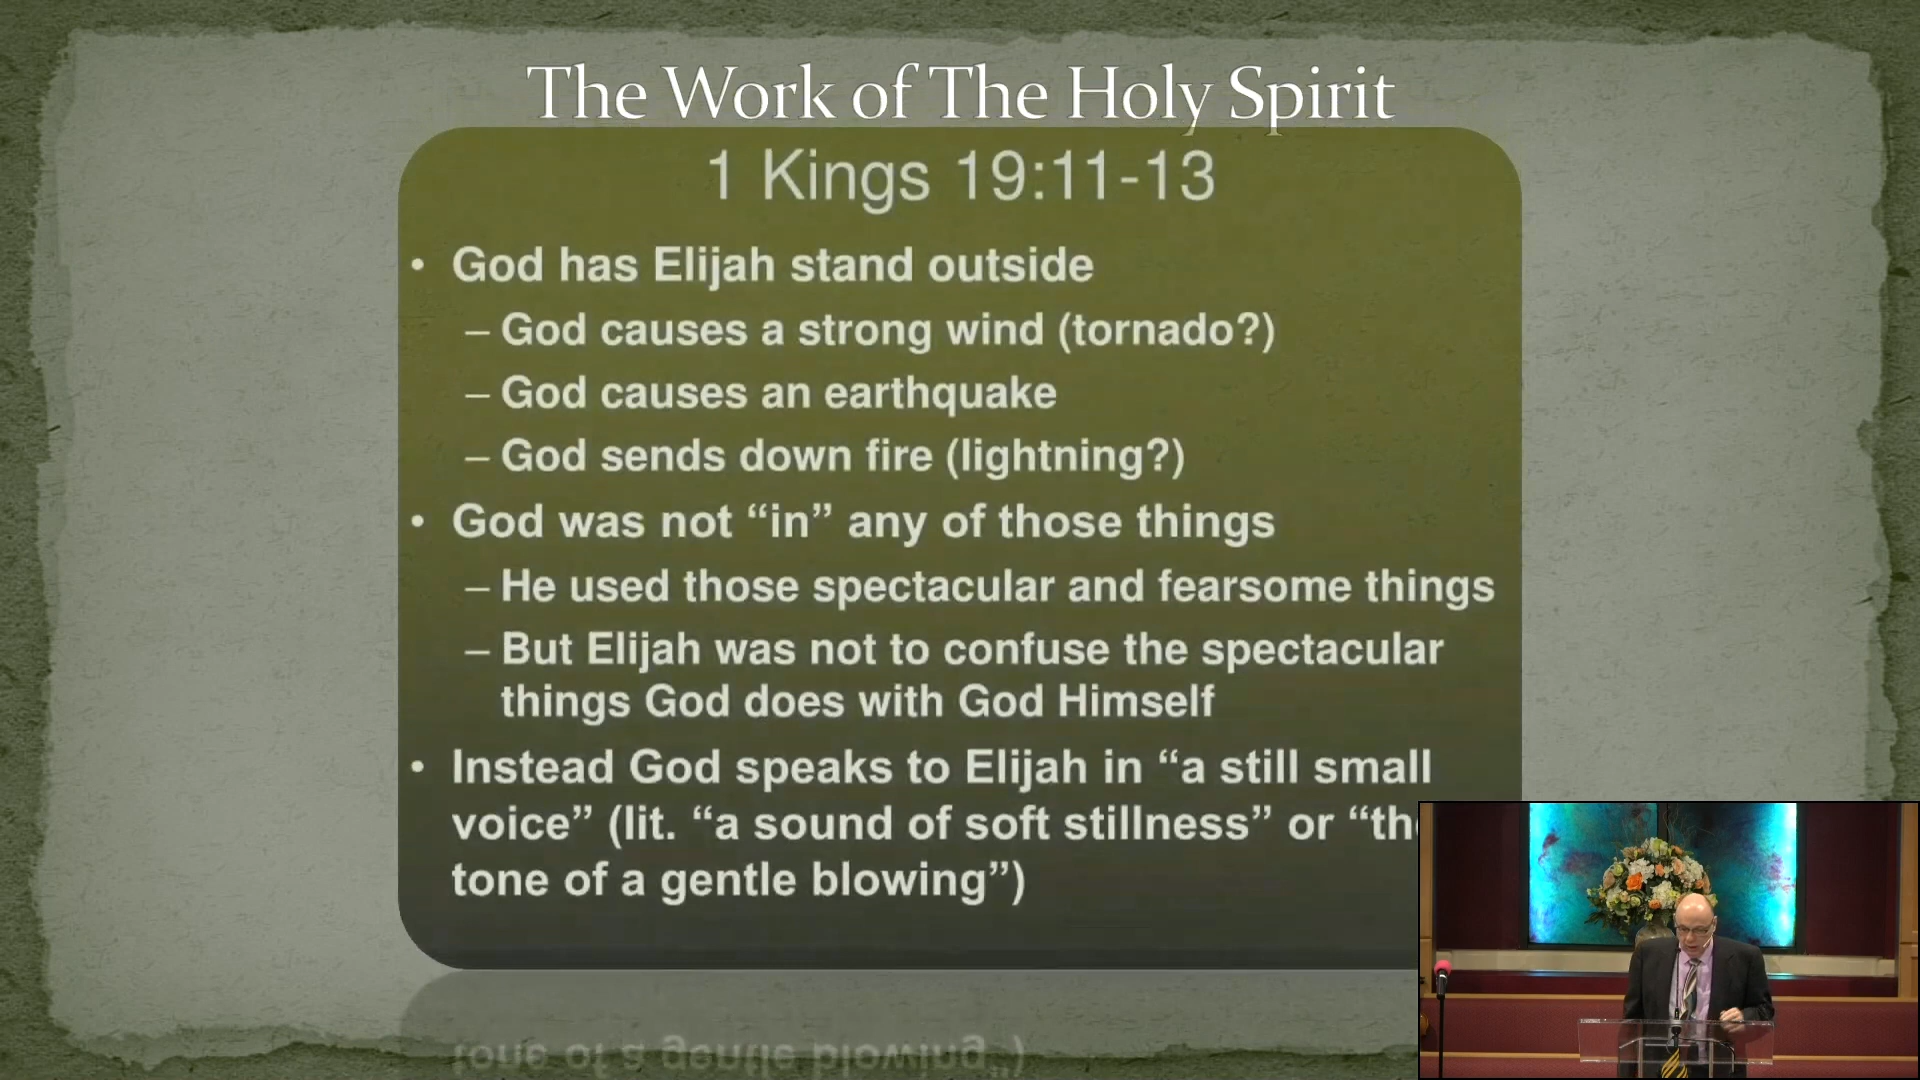 The Work of The Holy Spirit
1 Kings 19:11-13
• God has Elijah stand outside
– God causes a strong wind (tornado?)
– God causes an earthquake
– God sends down fire (lightning?)
• God was not “in” any of those things
– He used those spectacular and fearsome things
– But Elijah was not to confuse the spectacular
things God does with God Himself
• Instead God speaks to Elijah in “a still small
voice” (lit. “a sound of soft stillness” or “the
tone of a gentle blowing”)